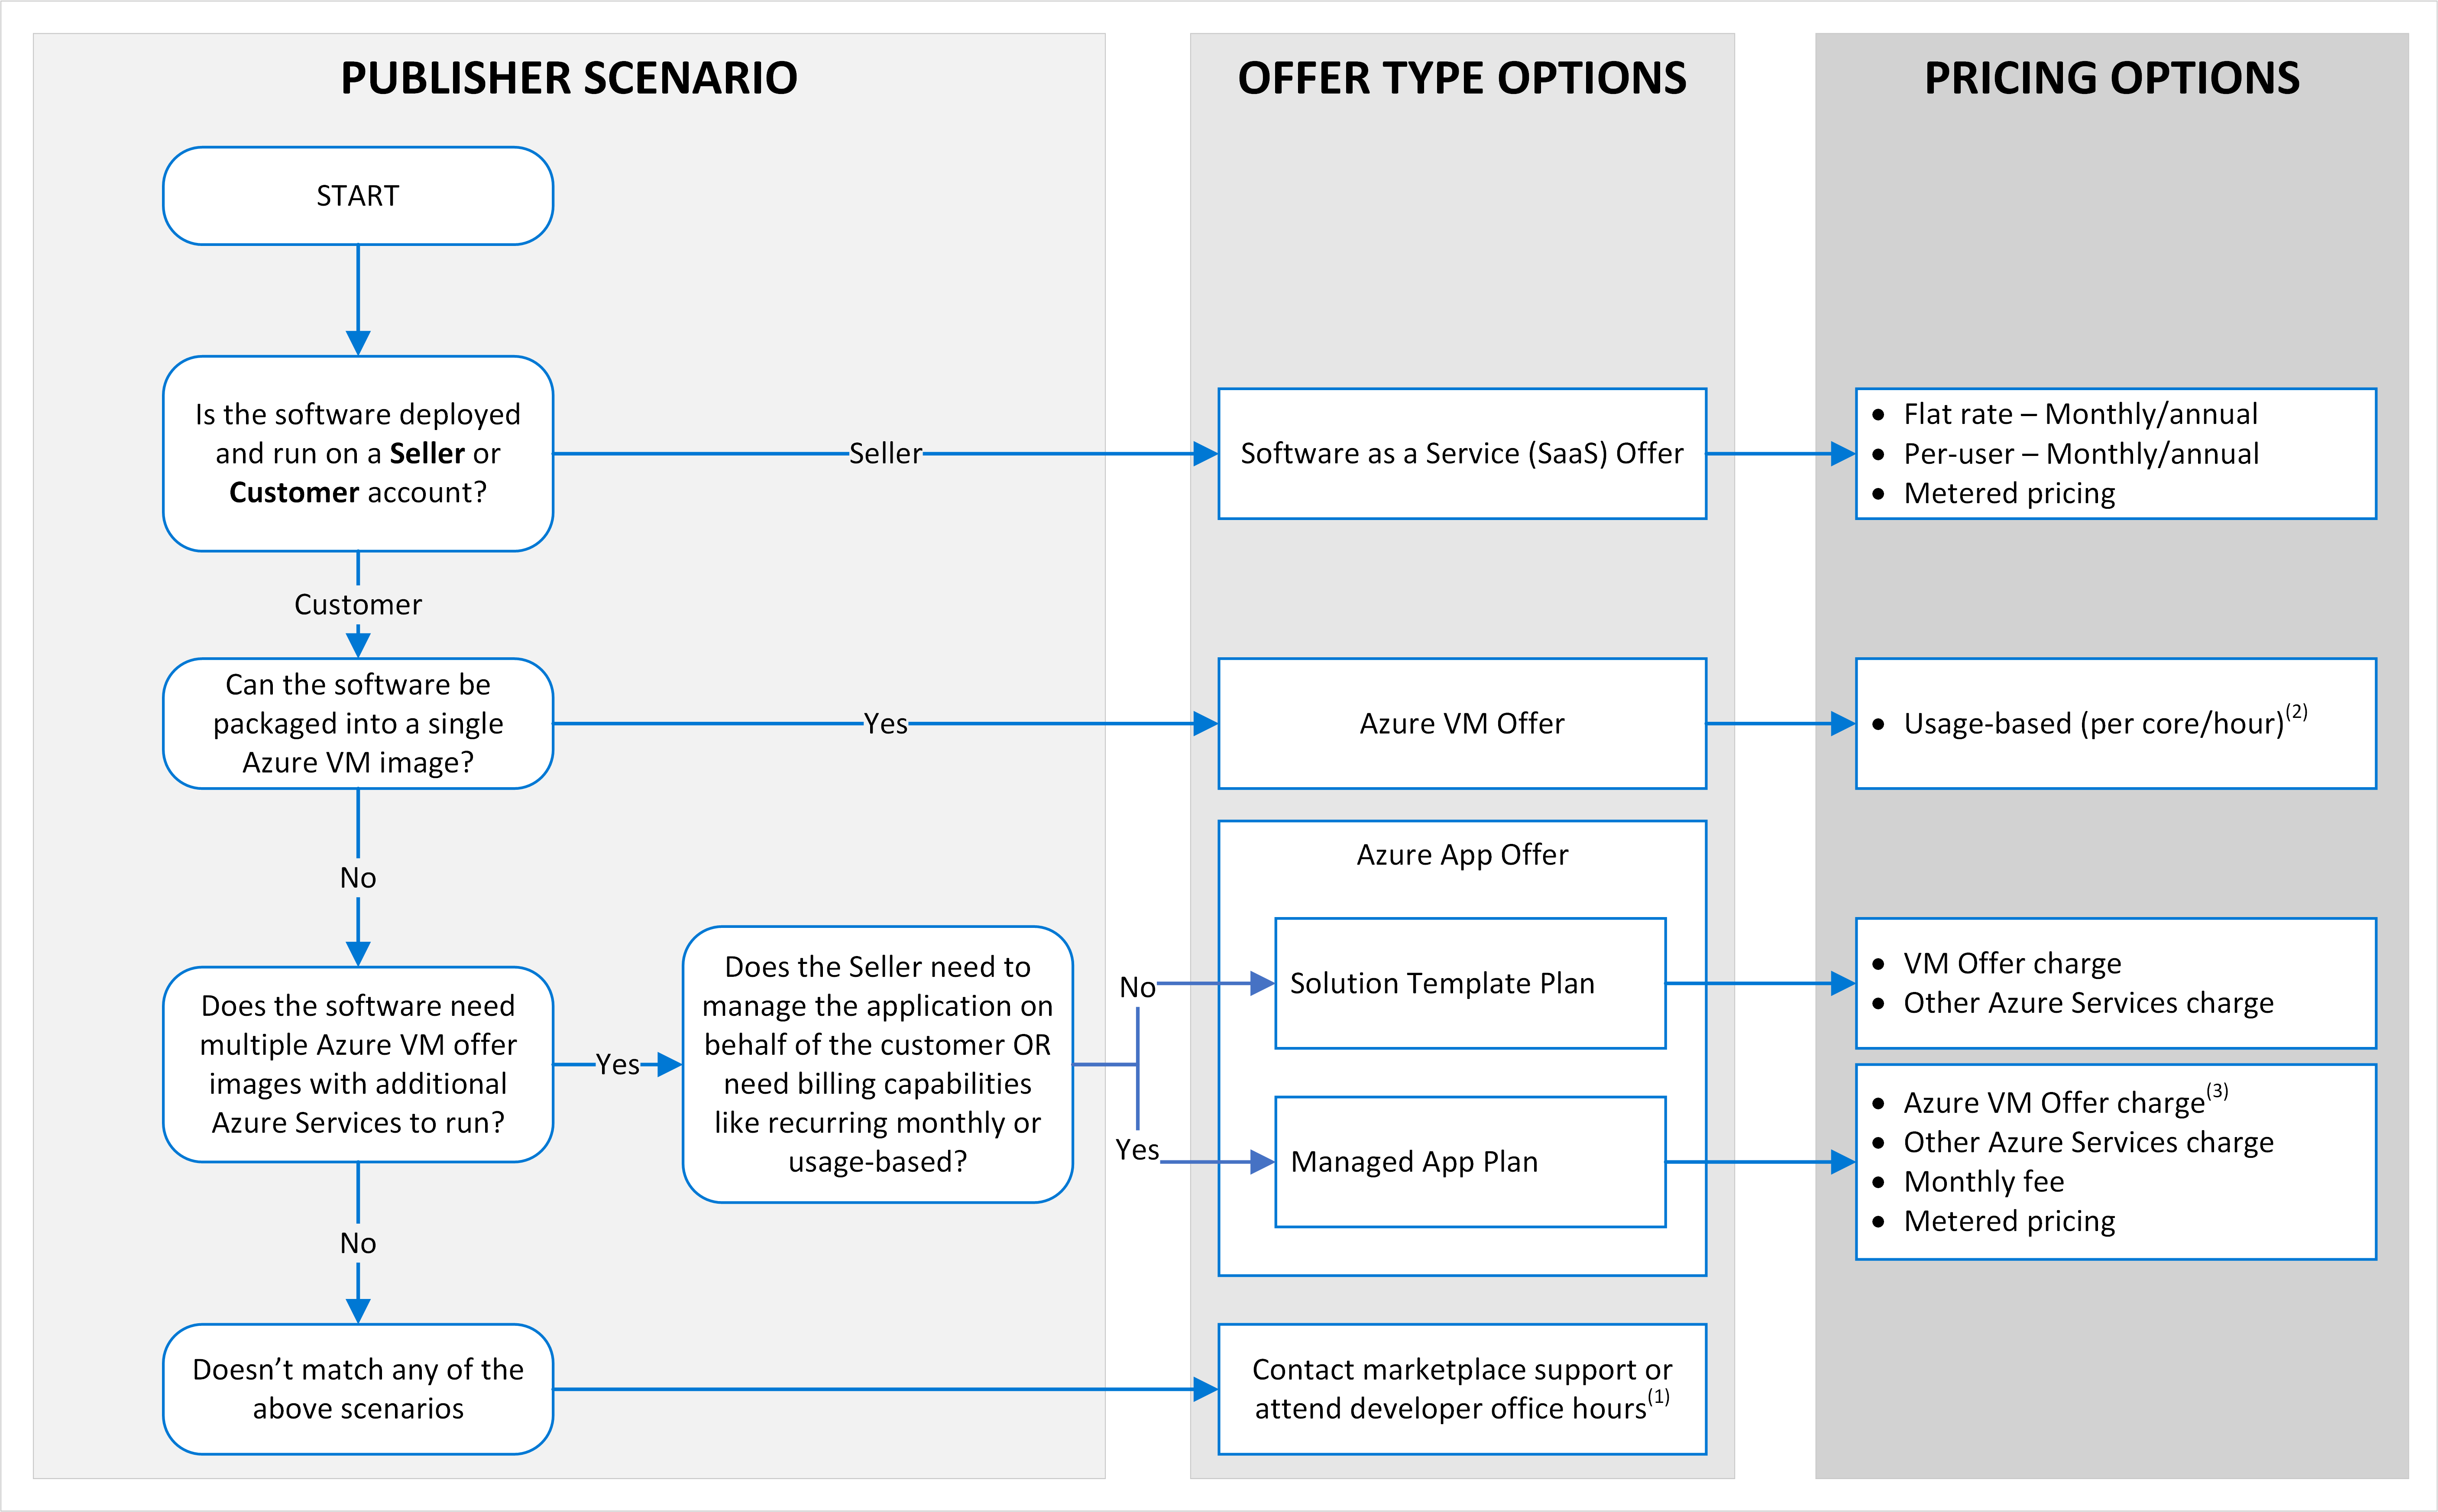 PUBLISHER SCENARIO
OFFER TYPE OPTIONS
PRICING OPTIONS
START
Is the software deployed
and run on a Seller or
Customer account?
Seller
Software as a Service (SaaS) Offer
• Flat rate – Monthly/annual
• Per-user – Monthly/annual
• Metered pricing
Customer
Can the software be
packaged into a single
Azure VM image?
Yes
Azure VM Offer
• Usage-based (per core/hour)(2)
No
Does the software need
multiple Azure VM offer
images with additional
Azure Services to run?
Yes
Does the Seller need to
manage the application on
behalf of the customer OR
need billing capabilities
like recurring monthly or
usage-based?
Azure App Offer
No
Solution Template Plan
• VM Offer charge
• Other Azure Services charge
Yes
Managed App Plan
• Azure VM Offer charge(3)
• Other Azure Services charge
• Monthly fee
• Metered pricing
No
Doesn’t match any of the
above scenarios
Contact marketplace support or
attend developer office hours(1)